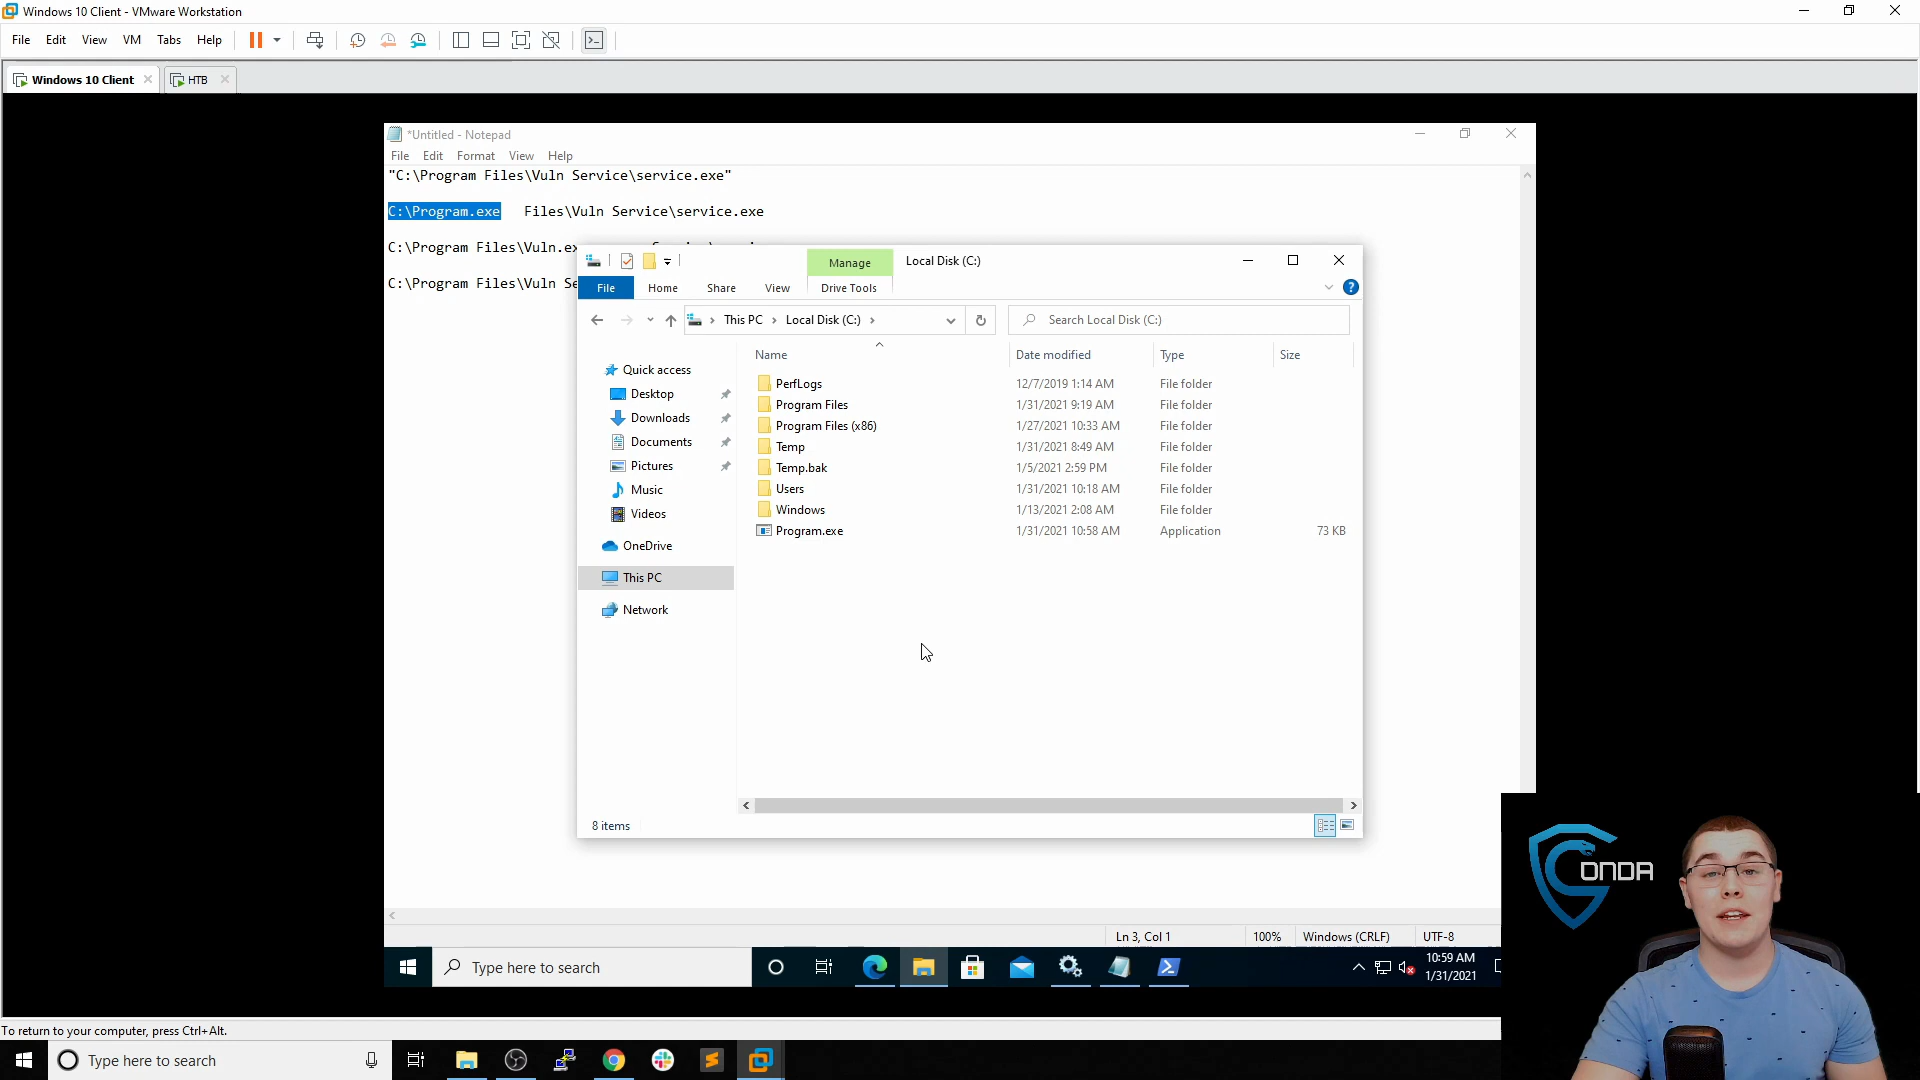 Windows 10 Client - VMware Workstation
File Edit View VM Tabs Help
Windows 10 Client
HTB
*Untitled - Notepad
File Edit Format View Help
"C:\Program Files\Vuln Service\service.exe"
C:\Program.exe Files\Vuln Service\service.exe
C:\Program Files\Vuln.ex
C:\Program Files\Vuln Se
Manage
Local Disk (C:)
File Home Share View Drive Tools
This PC > Local Disk (C:) >
Search Local Disk (C:)
Name Date modified Type Size
Quick access
Desktop
Downloads
Documents
Pictures
Music
Videos
OneDrive
This PC
Network
PerfLogs 12/7/2019 1:14 AM File folder
Program Files 1/31/2021 9:19 AM File folder
Program Files (x86) 1/27/2021 10:33 AM File folder
Temp 1/31/2021 8:49 AM File folder
Temp.bak 1/5/2021 2:59 PM File folder
Users 1/31/2021 10:18 AM File folder
Windows 1/13/2021 2:08 AM File folder
Program.exe 1/31/2021 10:58 AM Application 73 KB
8 items
Ln 3, Col 1 100% Windows (CRLF) UTF-8
Type here to search
10:59 AM
1/31/2021
CONDA
To return to your computer, press Ctrl+Alt.
Type here to search